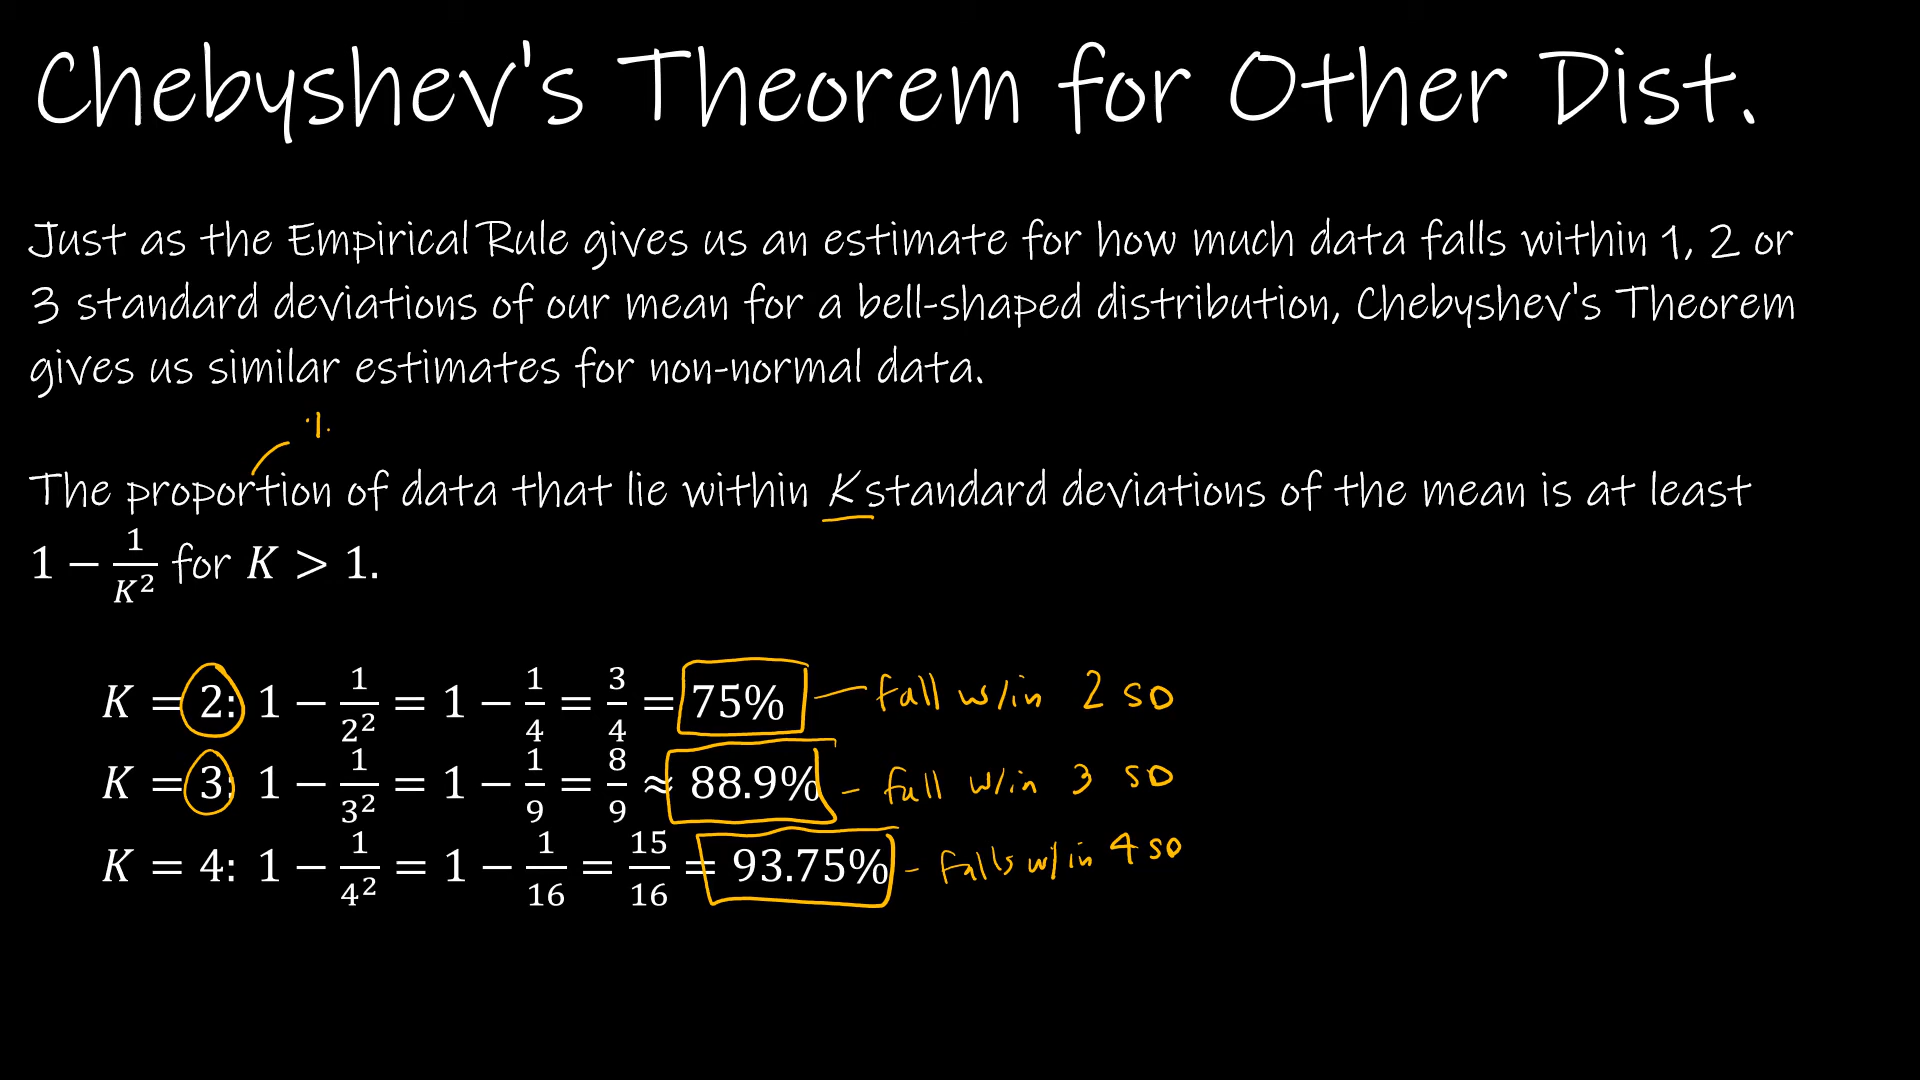 Chebyshev's Theorem for Other Dist.
Just as the Empirical Rule gives us an estimate for how much data falls within 1, 2 or
3 standard deviations of our mean for a bell-shaped distribution, Chebyshev's Theorem
gives us similar estimates for non-normal data.
%
The proportion of data that lie within K standard deviations of the mean is at least
1 − 1/K² for K > 1.
K = 2: 1 − 1/2² = 1 − 1/4 = 3/4 = 75% — fall w/in 2 SD
K = 3: 1 − 1/3² = 1 − 1/9 = 8/9 ≈ 88.9% - fall w/in 3 SD
K = 4: 1 − 1/4² = 1 − 1/16 = 15/16 = 93.75% - falls w/in 4 SD